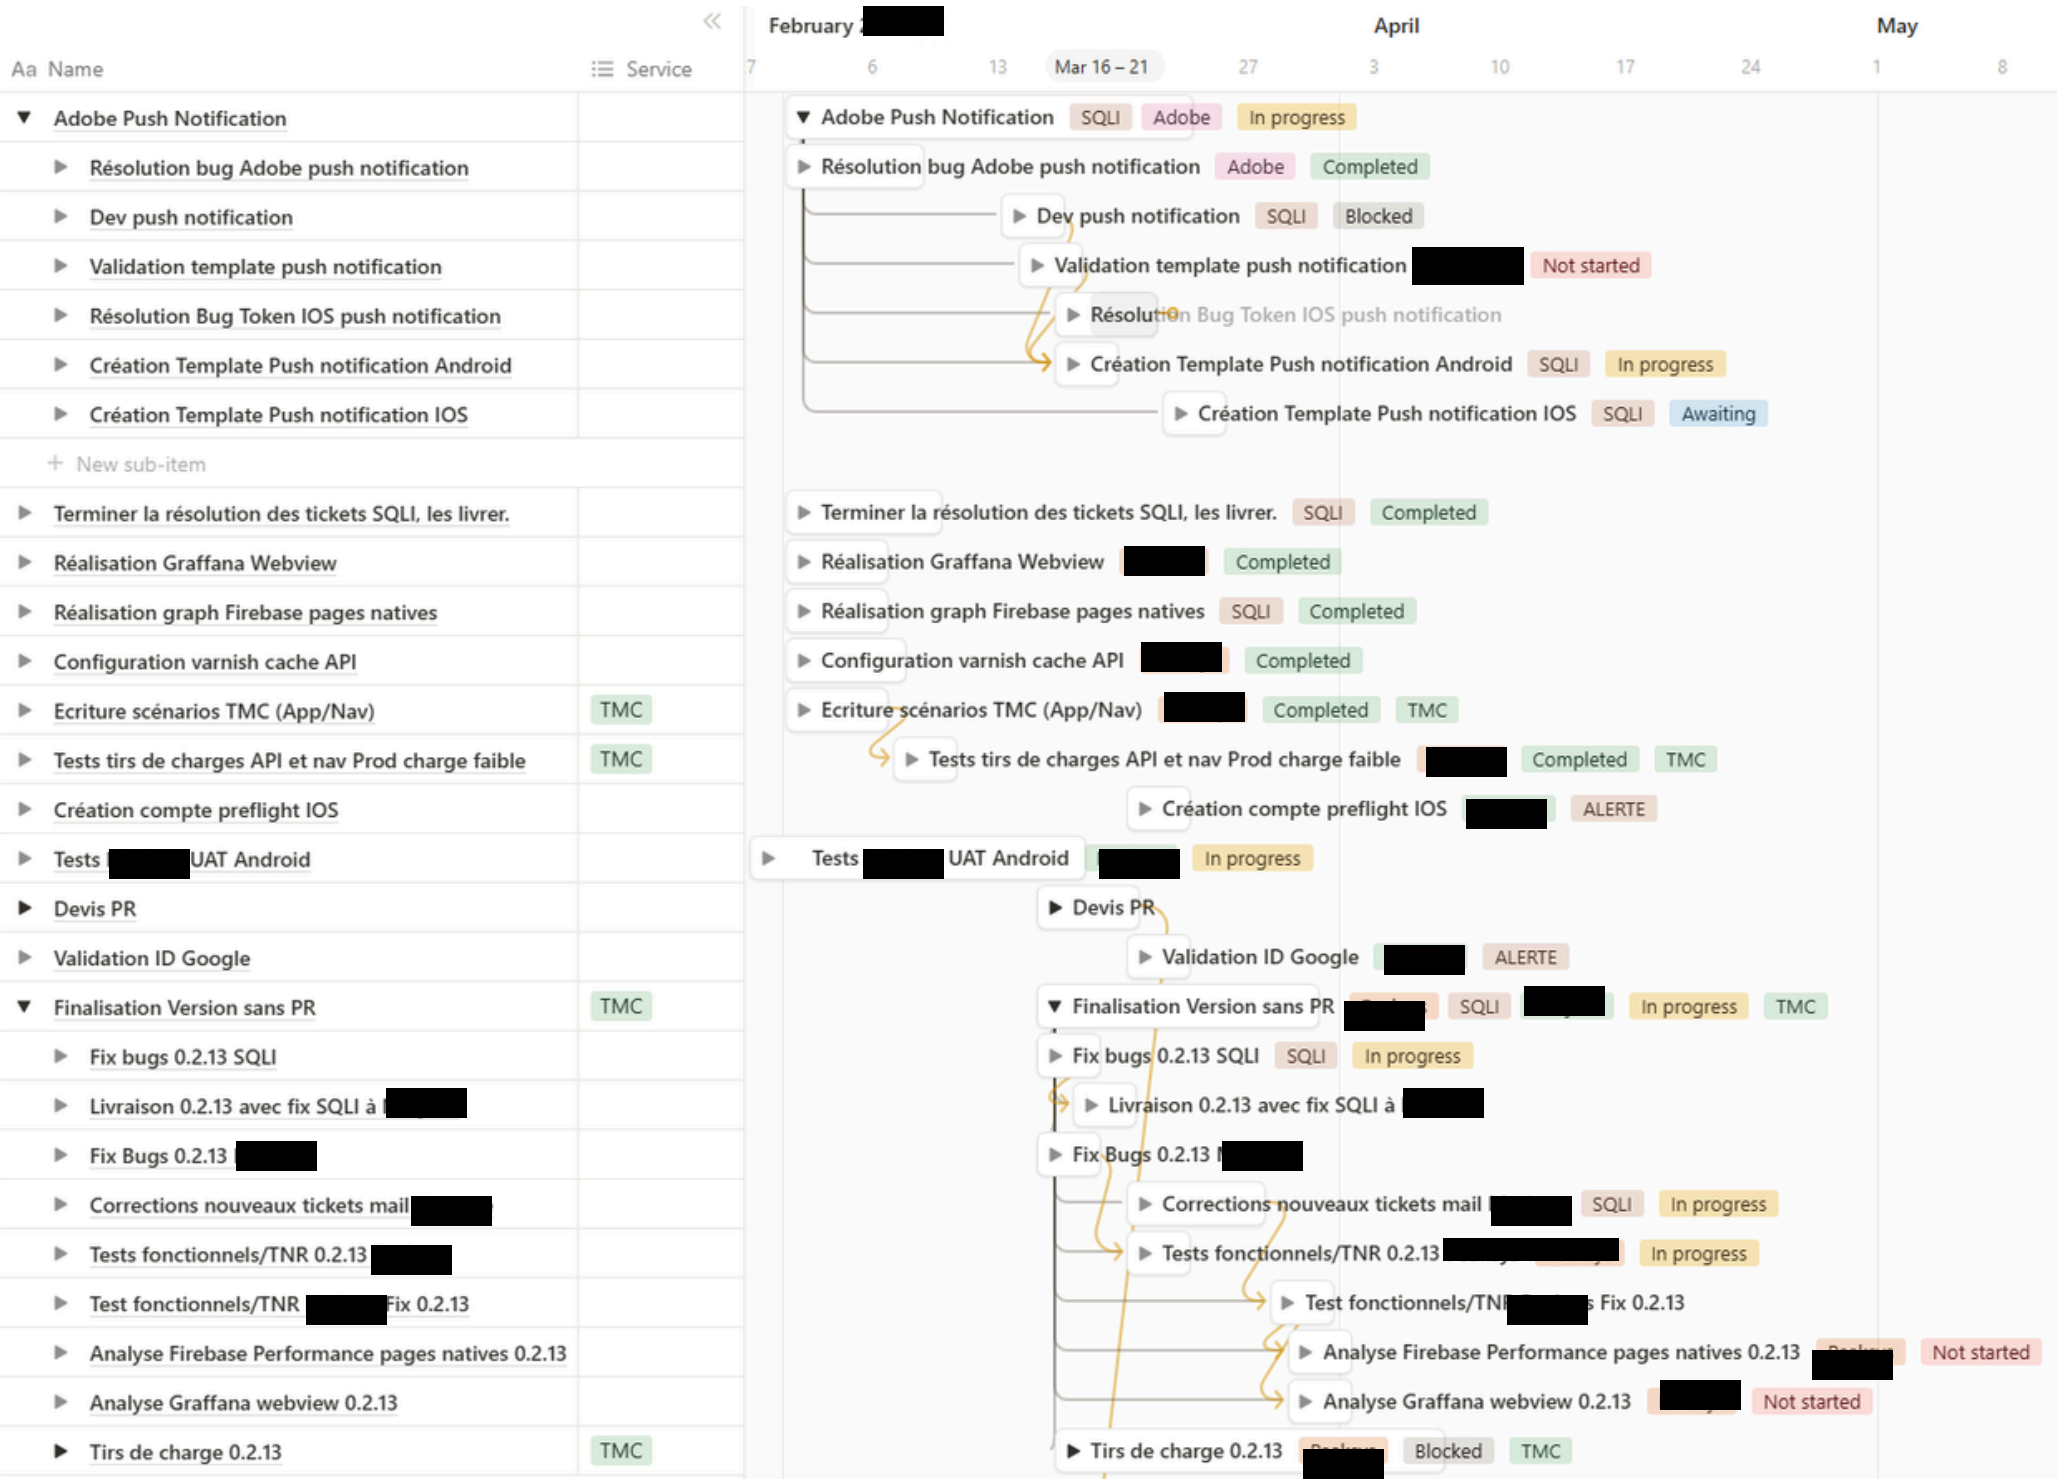 February
April
May
Aa Name
Service
7 6 13 Mar 16 – 21 27 3 10 17 24 1 8
Adobe Push Notification
Adobe Push Notification SQLI Adobe In progress
Résolution bug Adobe push notification
Résolution bug Adobe push notification Adobe Completed
Dev push notification
Dev push notification SQLI Blocked
Validation template push notification
Validation template push notification Not started
Résolution Bug Token IOS push notification
Résolution Bug Token IOS push notification
Création Template Push notification Android
Création Template Push notification Android SQLI In progress
Création Template Push notification IOS
Création Template Push notification IOS SQLI Awaiting
+ New sub-item
Terminer la résolution des tickets SQLI, les livrer.
Terminer la résolution des tickets SQLI, les livrer. SQLI Completed
Réalisation Graffana Webview
Réalisation Graffana Webview Completed
Réalisation graph Firebase pages natives
Réalisation graph Firebase pages natives SQLI Completed
Configuration varnish cache API
Configuration varnish cache API Completed
Ecriture scénarios TMC (App/Nav) TMC
Ecriture scénarios TMC (App/Nav) Completed TMC
Tests tirs de charges API et nav Prod charge faible TMC
Tests tirs de charges API et nav Prod charge faible Completed TMC
Création compte preflight IOS
Création compte preflight IOS ALERTE
Tests UAT Android
Tests UAT Android In progress
Devis PR
Devis PR
Validation ID Google
Validation ID Google ALERTE
Finalisation Version sans PR TMC
Finalisation Version sans PR SQLI In progress TMC
Fix bugs 0.2.13 SQLI
Fix bugs 0.2.13 SQLI SQLI In progress
Livraison 0.2.13 avec fix SQLI à
Livraison 0.2.13 avec fix SQLI à
Fix Bugs 0.2.13
Fix Bugs 0.2.13
Corrections nouveaux tickets mail
Corrections nouveaux tickets mail SQLI In progress
Tests fonctionnels/TNR 0.2.13
Tests fonctionnels/TNR 0.2.13 In progress
Test fonctionnels/TNR Fix 0.2.13
Test fonctionnels/TNR Fix 0.2.13
Analyse Firebase Performance pages natives 0.2.13
Analyse Firebase Performance pages natives 0.2.13 Not started
Analyse Graffana webview 0.2.13
Analyse Graffana webview 0.2.13 Not started
Tirs de charge 0.2.13 TMC
Tirs de charge 0.2.13 Blocked TMC